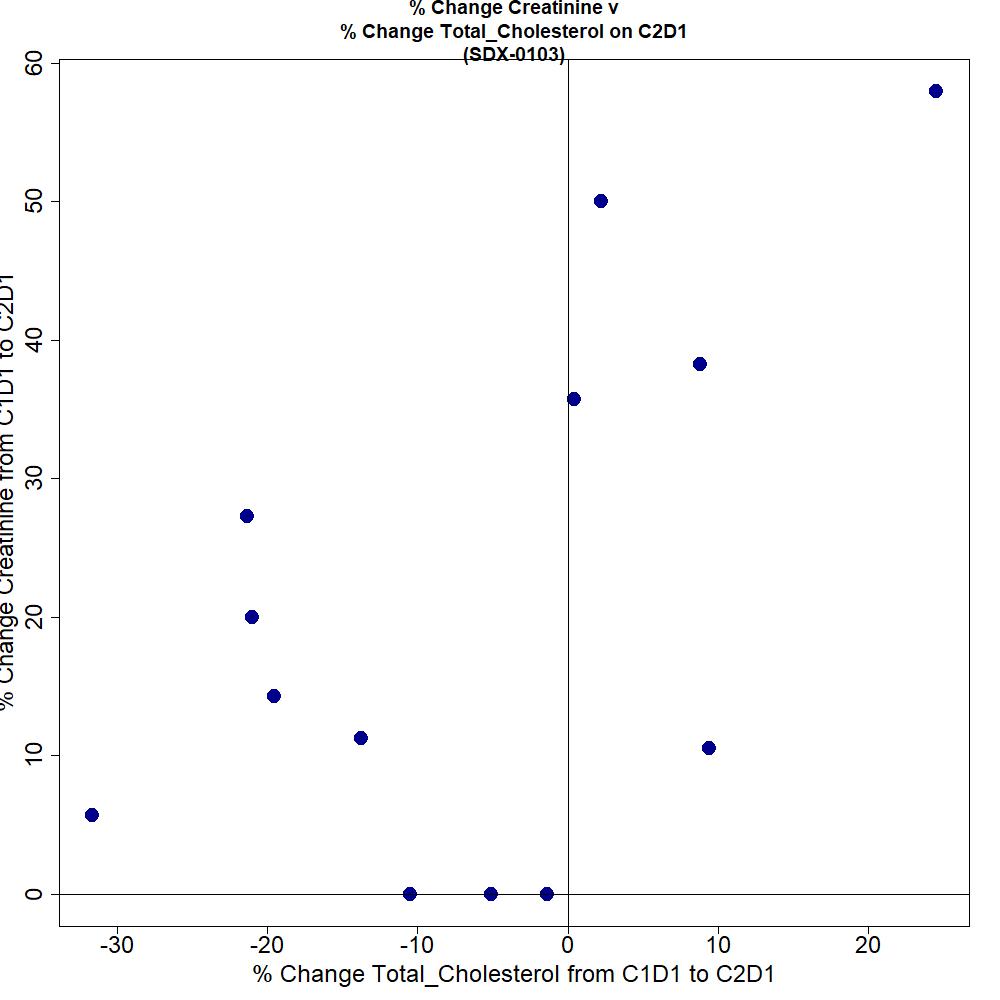 % Change Creatinine v
% Change Total_Cholesterol on C2D1
(SDX-0103)
% Change Creatinine from C1D1 to C2D1
60
50
40
30
20
10
0
-30 -20 -10 0 10 20
% Change Total_Cholesterol from C1D1 to C2D1